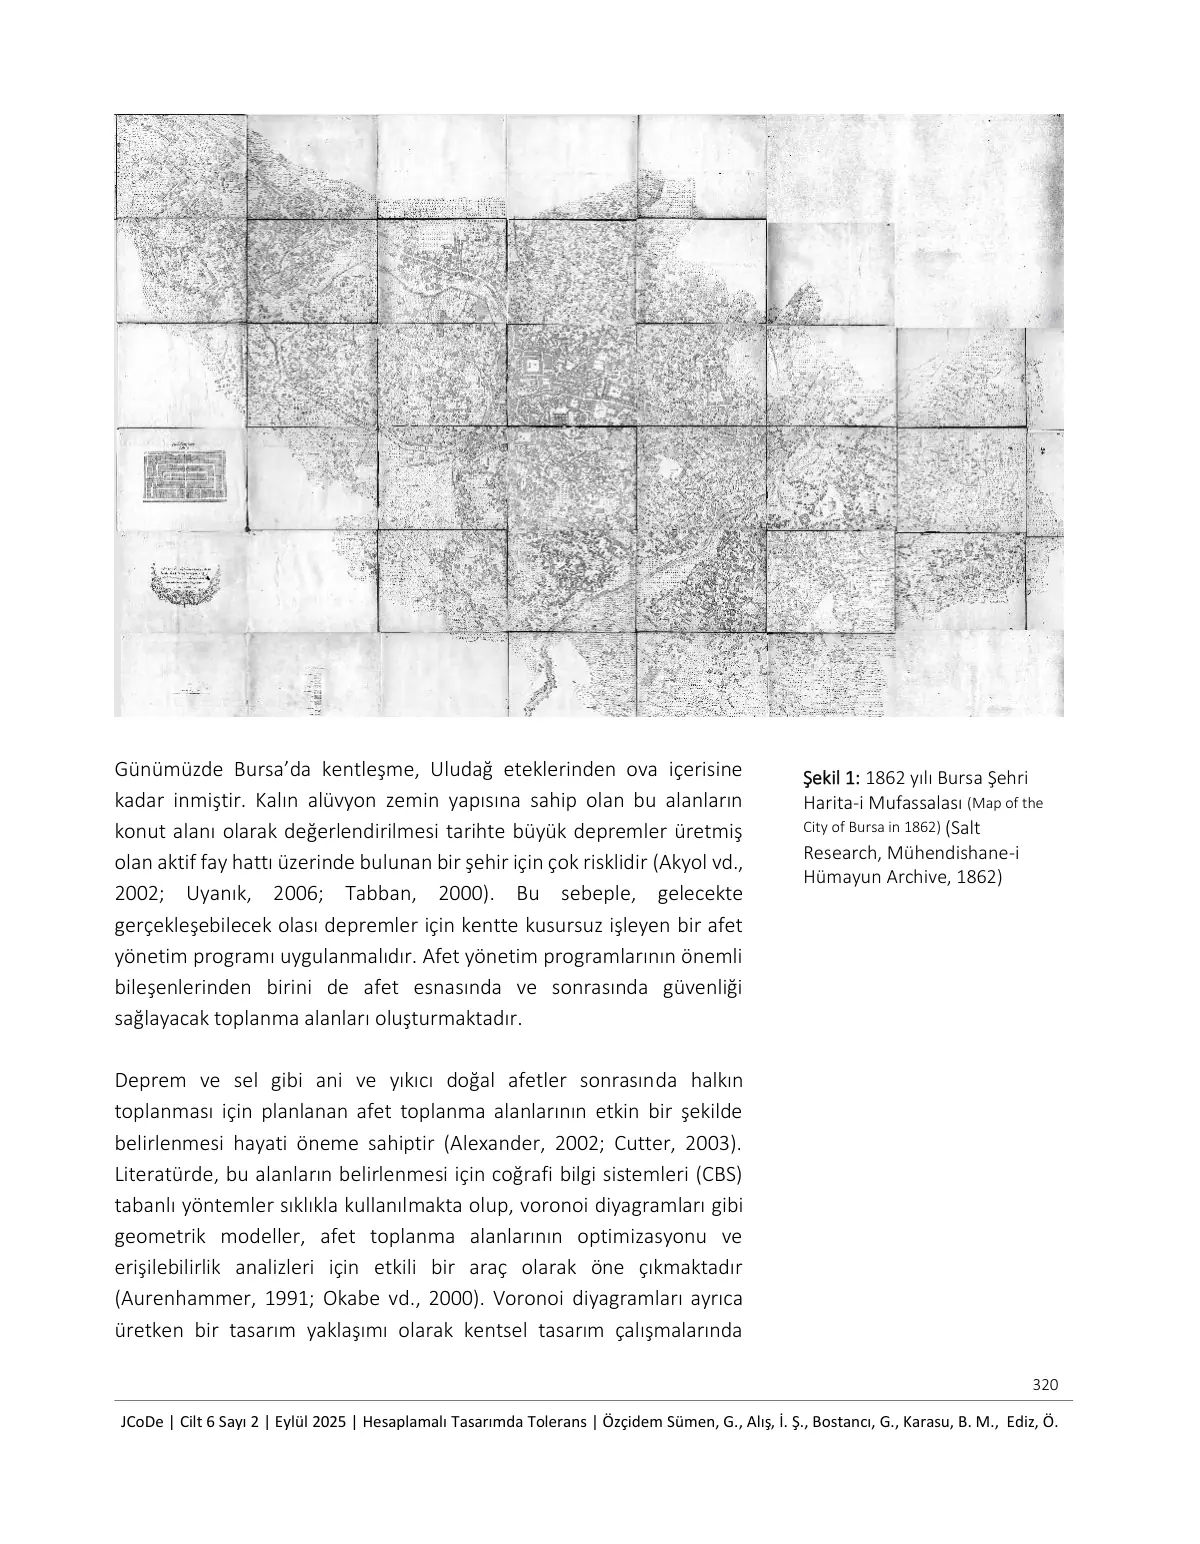 Günümüzde Bursa’da kentleşme, Uludağ eteklerinden ova içerisine
kadar inmiştir. Kalın alüvyon zemin yapısına sahip olan bu alanların
konut alanı olarak değerlendirilmesi tarihte büyük depremler üretmiş
olan aktif fay hattı üzerinde bulunan bir şehir için çok risklidir (Akyol vd.,
2002; Uyanık, 2006; Tabban, 2000). Bu sebeple, gelecekte
gerçekleşebilecek olası depremler için kentte kusursuz işleyen bir afet
yönetim programı uygulanmalıdır. Afet yönetim programlarının önemli
bileşenlerinden birini de afet esnasında ve sonrasında güvenliği
sağlayacak toplanma alanları oluşturmaktadır.
Deprem ve sel gibi ani ve yıkıcı doğal afetler sonrasında halkın
toplanması için planlanan afet toplanma alanlarının etkin bir şekilde
belirlenmesi hayati öneme sahiptir (Alexander, 2002; Cutter, 2003).
Literatürde, bu alanların belirlenmesi için coğrafi bilgi sistemleri (CBS)
tabanlı yöntemler sıklıkla kullanılmakta olup, voronoi diyagramları gibi
geometrik modeller, afet toplanma alanlarının optimizasyonu ve
erişilebilirlik analizleri için etkili bir araç olarak öne çıkmaktadır
(Aurenhammer, 1991; Okabe vd., 2000). Voronoi diyagramları ayrıca
üretken bir tasarım yaklaşımı olarak kentsel tasarım çalışmalarında
Şekil 1: 1862 yılı Bursa Şehri
Harita-i Mufassalası (Map of the
City of Bursa in 1862) (Salt
Research, Mühendishane-i
Hümayun Archive, 1862)
320
JCoDe | Cilt 6 Sayı 2 | Eylül 2025 | Hesaplamalı Tasarımda Tolerans | Özçidem Sümen, G., Alış, İ. Ş., Bostancı, G., Karasu, B. M., Ediz, Ö.